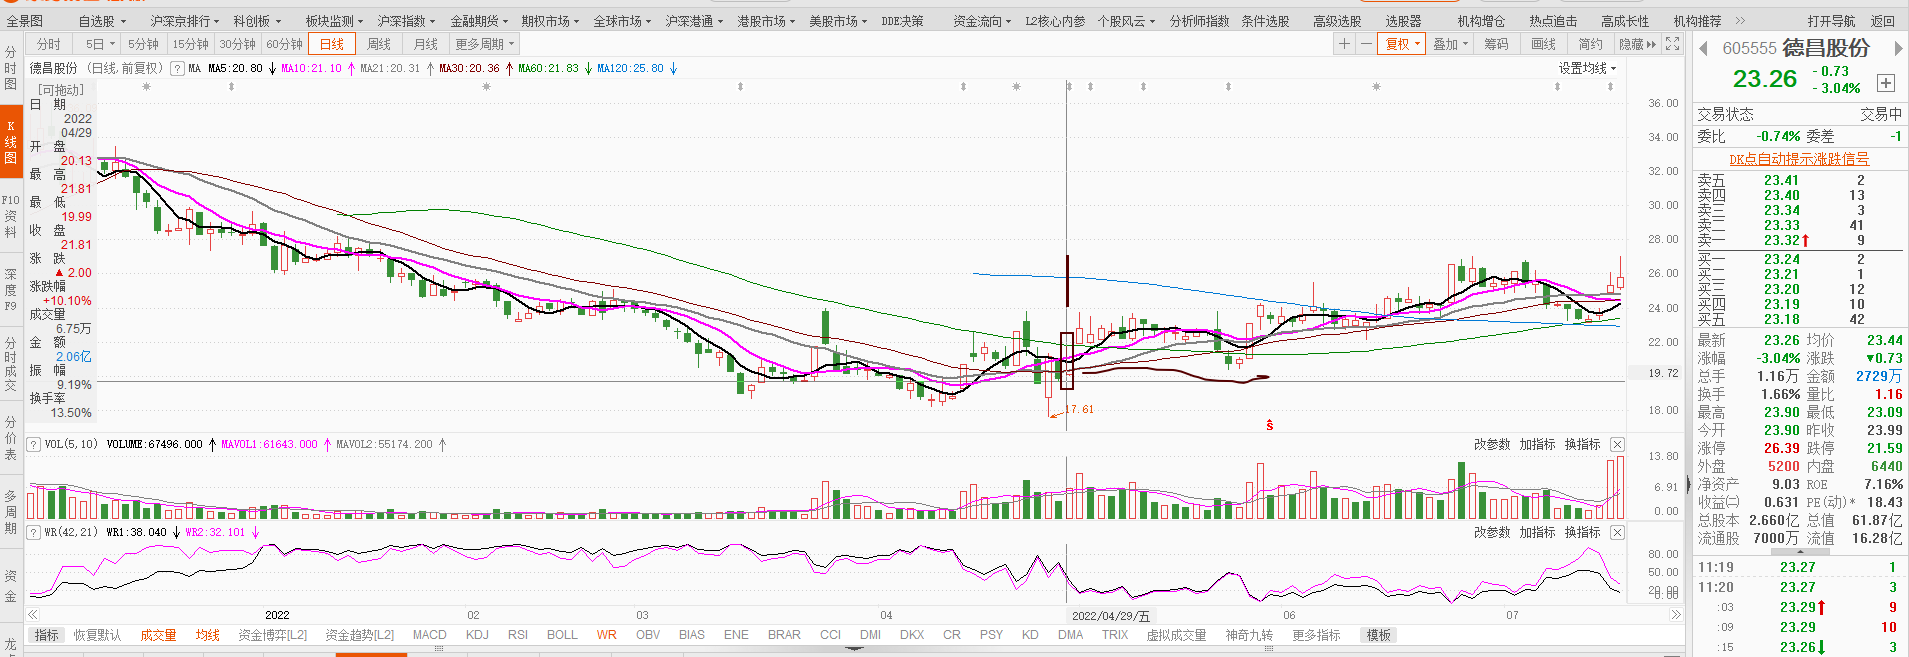 全景图 自选股 沪深京排行 科创板 板块监测 沪深指数 金融期货 期权市场 全球市场 沪深港通 港股市场 美股市场 DDE决策 资金流向 L2核心内参 个股风云 分析师指数 条件选股 高级选股 选股器 机构增仓 热点追击 高成长性 机构推荐 >> 打开导航 返回
分时 5日 5分钟 15分钟 30分钟 60分钟 日线 周线 月线 更多周期 复权 叠加 筹码 画线 简约 隐藏
德昌股份 (日线,前复权) ? MA MA5:20.80 ↓ MA10:21.10 ↑ MA21:20.31 ↑ MA30:20.36 ↑ MA60:21.83 ↓ MA120:25.80 ↓ 设置均线
分时图
K线图
F10资料
深度F9
分时成交
分价表
多周期
资金
龙
[可拖动]
日 期
2022
04/29
开 盘
20.13
最 高
21.81
最 低
19.99
收 盘
21.81
涨 跌
▲ 2.00
涨跌幅
+10.10%
成交量
6.75万
金 额
2.06亿
振 幅
9.19%
换手率
13.50%
36.00
34.00
32.00
30.00
28.00
26.00
24.00
22.00
19.72
18.00
17.61
S
? VOL(5,10) VOLUME:67496.000 ↑ MAVOL1:61643.000 ↑ MAVOL2:55174.200 ↑ 改参数 加指标 换指标
13.80
6.91
0.00
? WR(42,21) WR1:38.040 ↓ WR2:32.101 ↓ 改参数 加指标 换指标
80.00
50.00
20.00
2022 02 03 04 2022/04/29/五 06 07
指标 恢复默认 成交量 均线 资金博弈[L2] 资金趋势[L2] MACD KDJ RSI BOLL WR OBV BIAS ENE BRAR CCI DMI DKX CR PSY KD DMA TRIX 虚拟成交量 神奇九转 更多指标 模板
605555 德昌股份
23.26 -0.73
-3.04%
交易状态 交易中
委比 -0.74% 委差 -1
DK点自动提示涨跌信号
卖五 23.41 2
卖四 23.40 13
卖三 23.34 3
卖二 23.33 41
卖一 23.32↑ 9
买一 23.24 2
买二 23.21 1
买三 23.20 12
买四 23.19 10
买五 23.18 42
最新 23.26 均价 23.44
涨幅 -3.04% 涨跌 ▼0.73
总手 1.16万 金额 2729万
换手 1.66% 量比 1.16
最高 23.90 最低 23.09
今开 23.90 昨收 23.99
涨停 26.39 跌停 21.59
外盘 5200 内盘 6440
净资产 9.03 ROE 7.16%
收益(二) 0.631 PE(动)* 18.43
总股本 2.660亿 总值 61.87亿
流通股 7000万 流值 16.28亿
11:19 23.27 1
11:20 23.27 3
:03 23.29↑ 9
:09 23.29 10
:15 23.26↓ 3